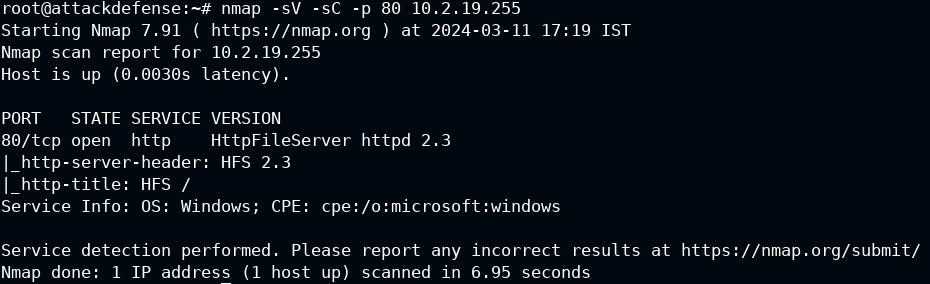 root@attackdefense:~# nmap -sV -sC -p 80 10.2.19.255
Starting Nmap 7.91 ( https://nmap.org ) at 2024-03-11 17:19 IST
Nmap scan report for 10.2.19.255
Host is up (0.0030s latency).

PORT   STATE SERVICE VERSION
80/tcp open  http    HttpFileServer httpd 2.3
|_http-server-header: HFS 2.3
|_http-title: HFS /
Service Info: OS: Windows; CPE: cpe:/o:microsoft:windows

Service detection performed. Please report any incorrect results at https://nmap.org/submit/
Nmap done: 1 IP address (1 host up) scanned in 6.95 seconds